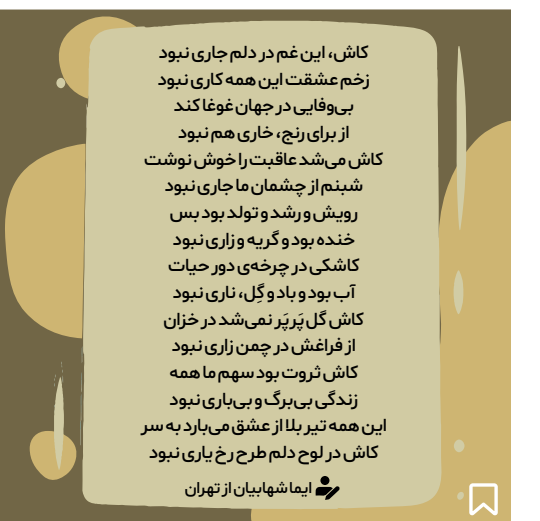 کاش، این غم در دلم جاری نبود
زخم عشقت این همه کاری نبود
بی‌وفایی در جهان غوغا کند
از برای رنج، خاری هم نبود
کاش می‌شد عاقبت را خوش نوشت
شبنم از چشمان ما جاری نبود
رویش و رشد و تولد بود بس
خنده بود و گریه و زاری نبود
کاشکی در چرخه‌ی دور حیات
آب بود و باد و گِل، ناری نبود
کاش گل پَرپَر نمی‌شد در خزان
از فراغش در چمن زاری نبود
کاش ثروت بود سهم ما همه
زندگی بی‌برگ و بی‌باری نبود
این همه تیر بلا از عشق می‌بارد به سر
کاش در لوح دلم طرح رخ یاری نبود
ایما شهابیان از تهران